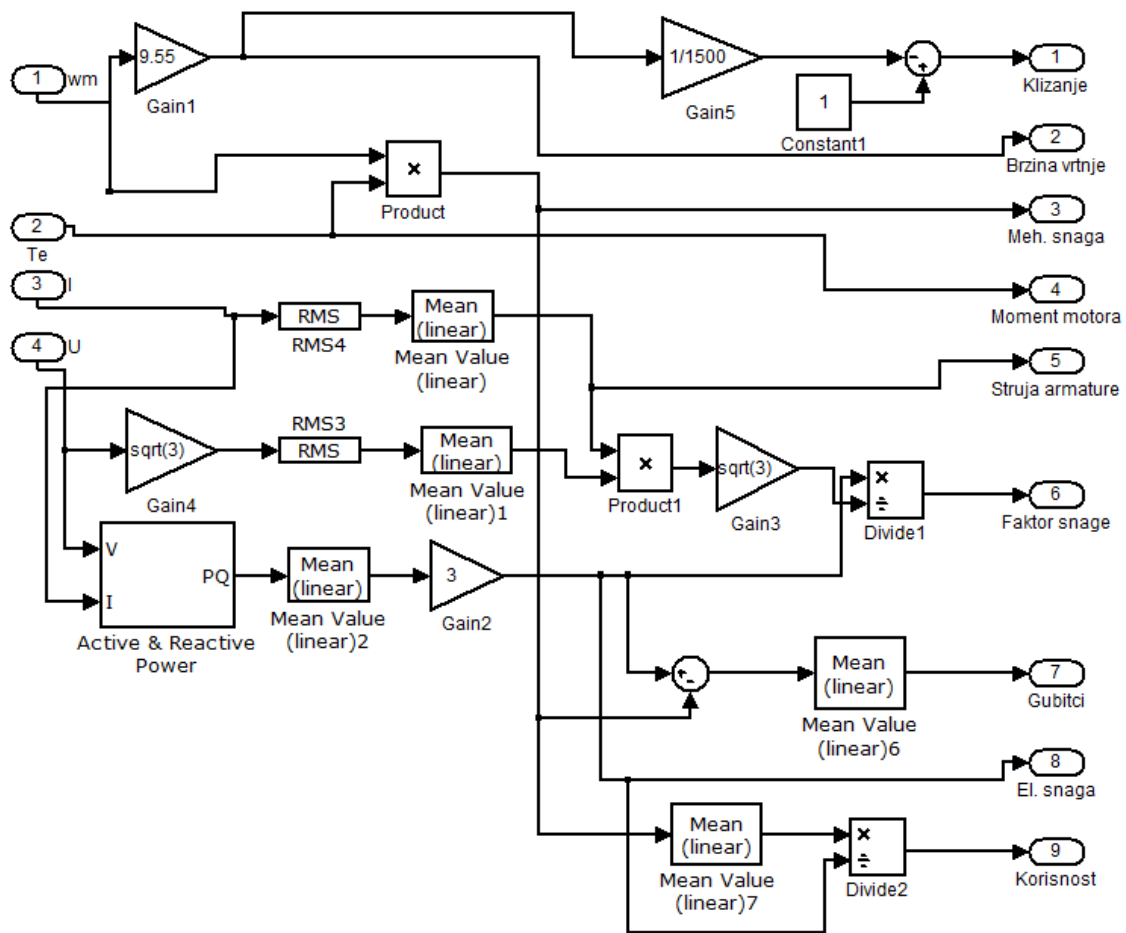 1
wm
9.55
Gain1
1/1500
Gain5
1
Constant1
-
+
1
Klizanje
2
Brzina vrtnje
×
Product
3
Meh. snaga
2
Te
4
Moment motora
3
I
RMS
RMS4
Mean
(linear)
Mean Value
(linear)
5
Struja armature
4
U
sqrt(3)
Gain4
RMS3
RMS
Mean
(linear)
Mean Value
(linear)1
×
Product1
sqrt(3)
Gain3
×
÷
Divide1
6
Faktor snage
V
I
PQ
Active & Reactive
Power
Mean
(linear)
Mean Value
(linear)2
3
Gain2
+
-
Mean
(linear)
Mean Value
(linear)6
7
Gubitci
8
El. snaga
Mean
(linear)
Mean Value
(linear)7
×
÷
Divide2
9
Korisnost